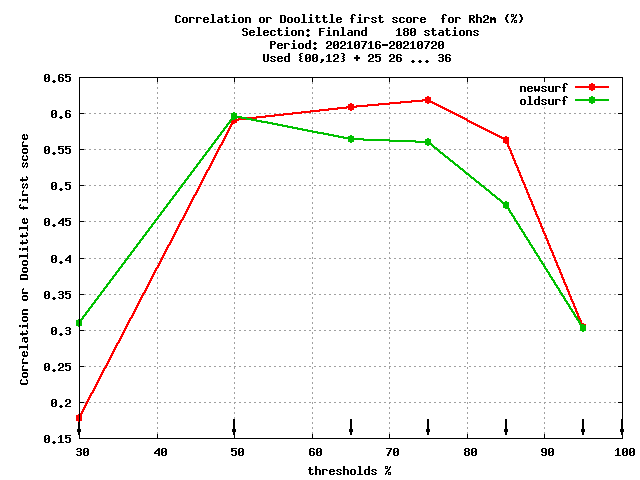 Correlation or Doolittle first score  for Rh2m (%)
Selection: Finland    180 stations
Period: 20210716-20210720
Used {00,12} + 25 26 ... 36
newsurf
oldsurf
Correlation or Doolittle first score
0.65
0.6
0.55
0.5
0.45
0.4
0.35
0.3
0.25
0.2
0.15
30 40 50 60 70 80 90 100
thresholds %